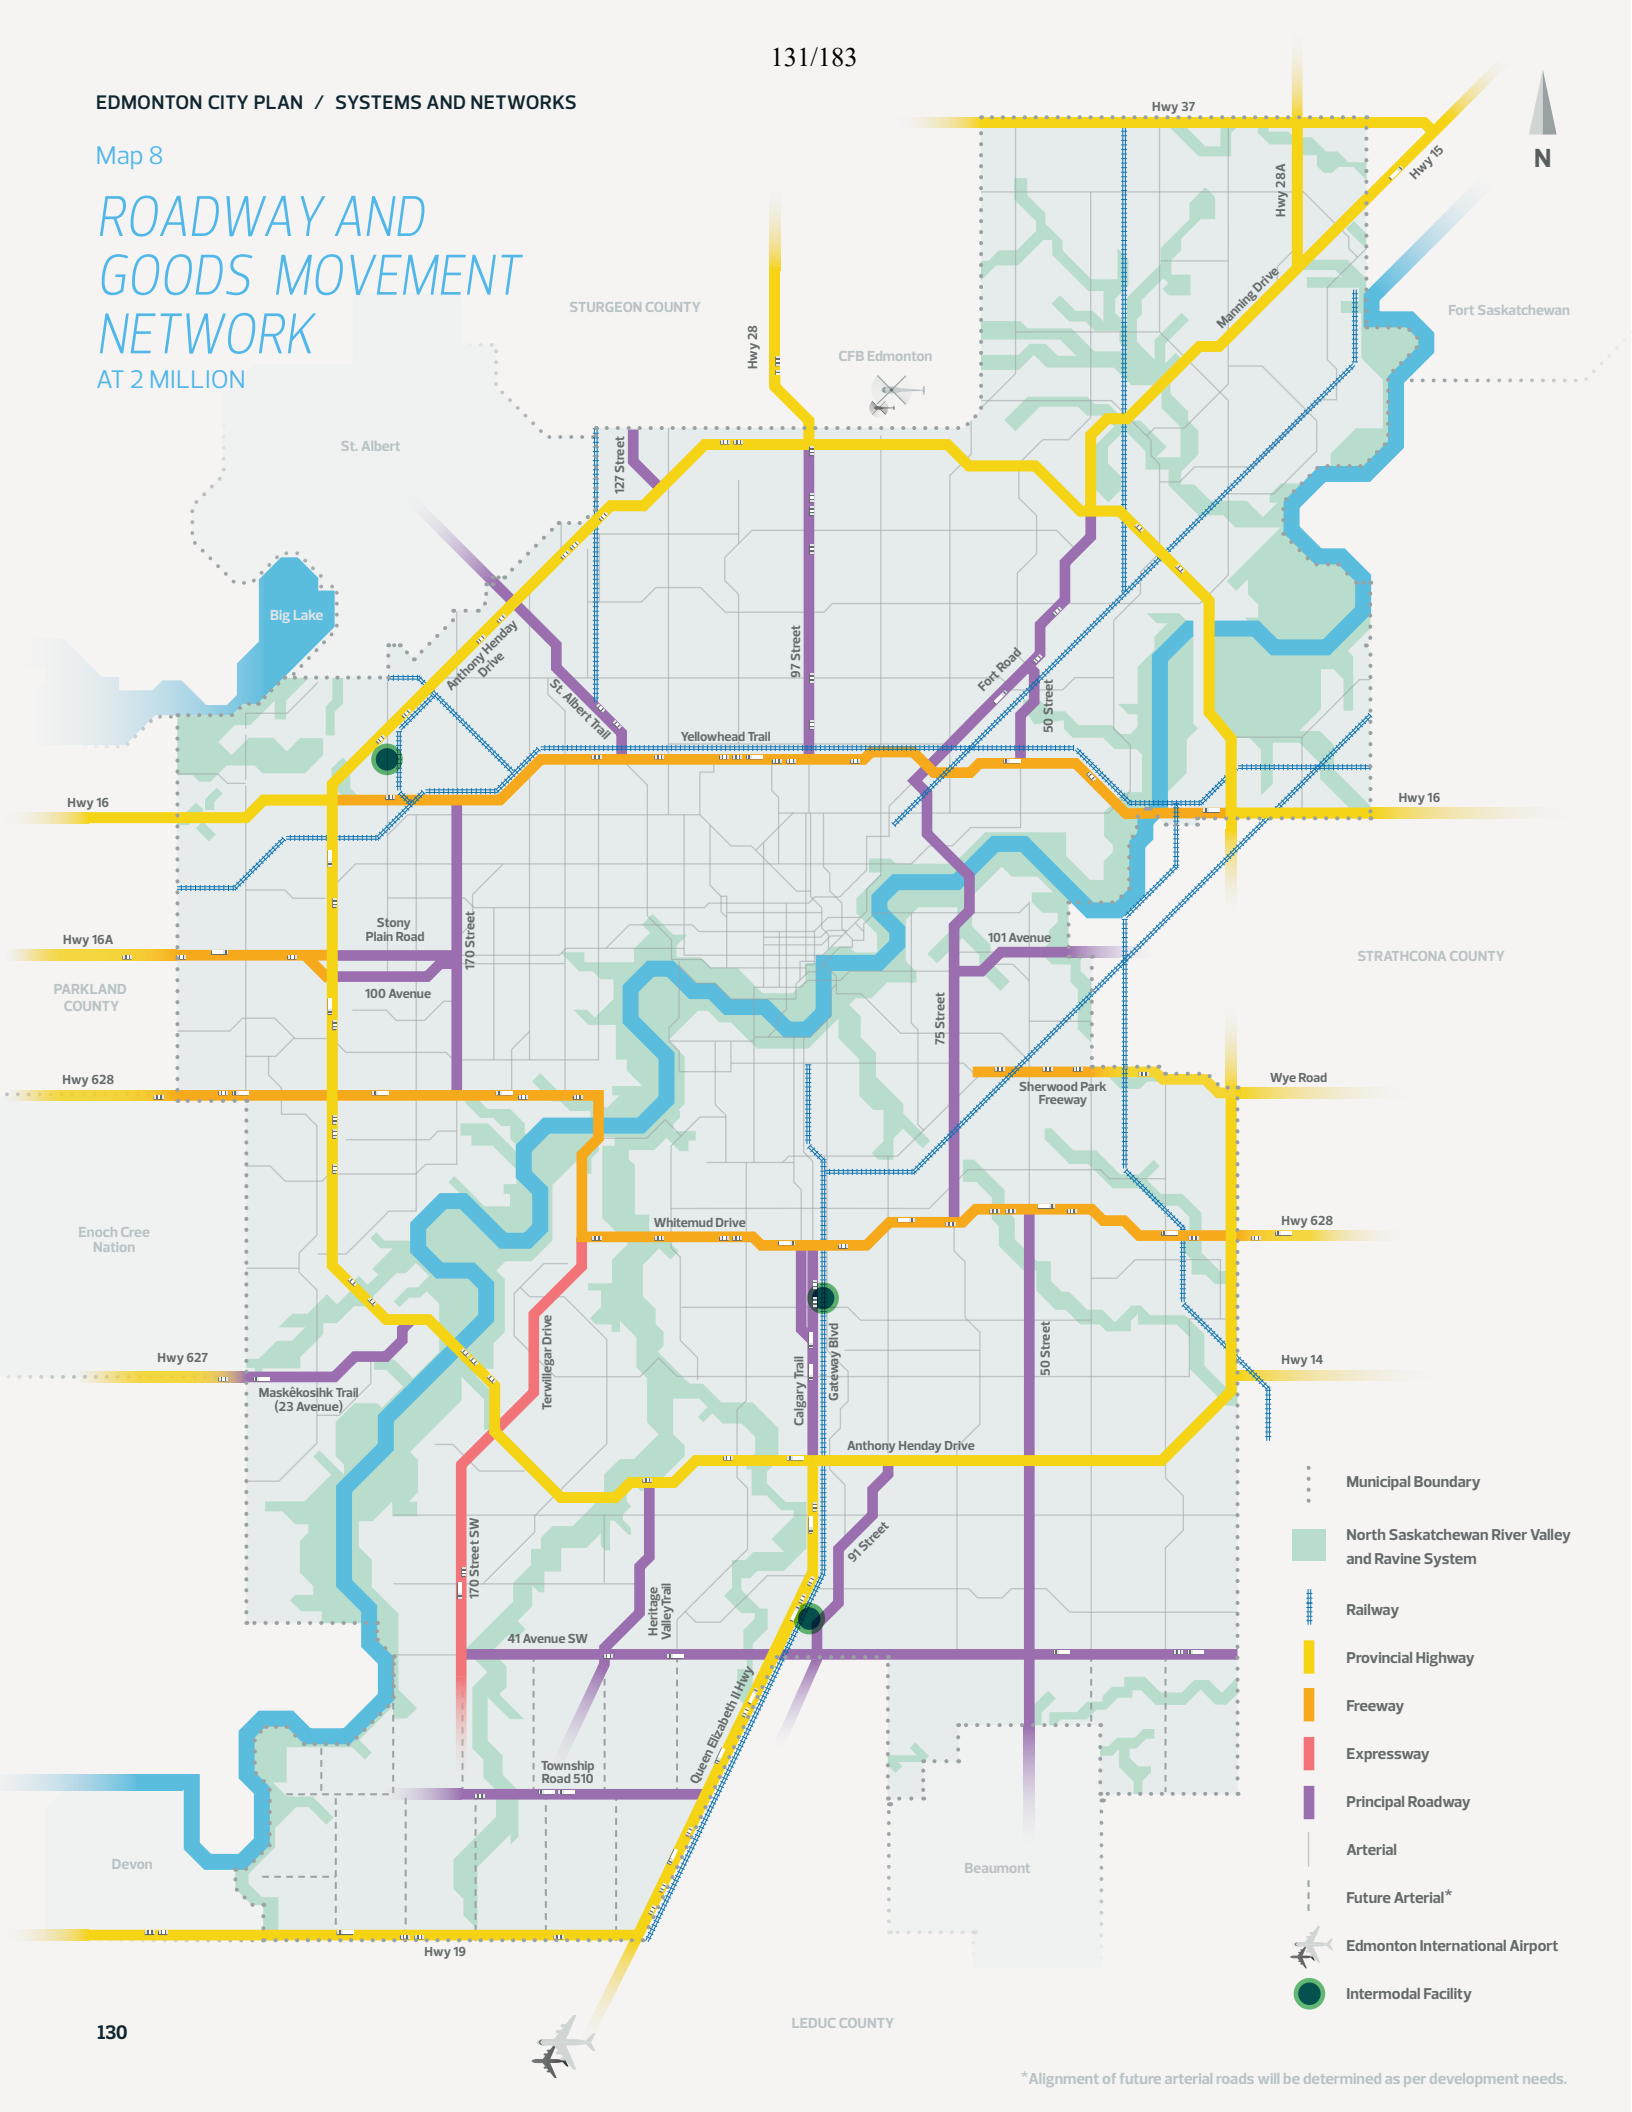 131/183
EDMONTON CITY PLAN / SYSTEMS AND NETWORKS
Map 8
ROADWAY AND
GOODS MOVEMENT
NETWORK
AT 2 MILLION
N
Hwy 37
Hwy 28A
Hwy 15
Manning Drive
Fort Saskatchewan
STURGEON COUNTY
Hwy 28
CFB Edmonton
St. Albert
127 Street
Big Lake
Anthony Henday
Drive
St. Albert Trail
97 Street
Fort Road
50 Street
Yellowhead Trail
Hwy 16
Hwy 16
Stony
Plain Road
170 Street
100 Avenue
Hwy 16A
PARKLAND
COUNTY
101 Avenue
75 Street
STRATHCONA COUNTY
Hwy 628
Sherwood Park
Freeway
Wye Road
Enoch Cree
Nation
Whitemud Drive
Hwy 628
Hwy 627
Maskêkosihk Trail
(23 Avenue)
Terwillegar Drive
Calgary Trail
Gateway Blvd
50 Street
Hwy 14
Anthony Henday Drive
170 Street SW
91 Street
Heritage
Valley Trail
41 Avenue SW
Queen Elizabeth II Hwy
Township
Road 510
Devon
Beaumont
Hwy 19
LEDUC COUNTY
Municipal Boundary
North Saskatchewan River Valley
and Ravine System
Railway
Provincial Highway
Freeway
Expressway
Principal Roadway
Arterial
Future Arterial*
Edmonton International Airport
Intermodal Facility
130
*Alignment of future arterial roads will be determined as per development needs.